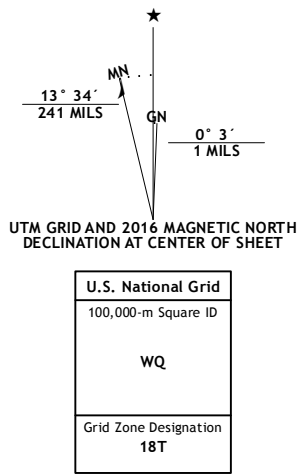 ★
MN
GN
13° 34´
241 MILS
0° 3´
1 MILS
UTM GRID AND 2016 MAGNETIC NORTH
DECLINATION AT CENTER OF SHEET
U.S. National Grid
100,000-m Square ID
WQ
Grid Zone Designation
18T